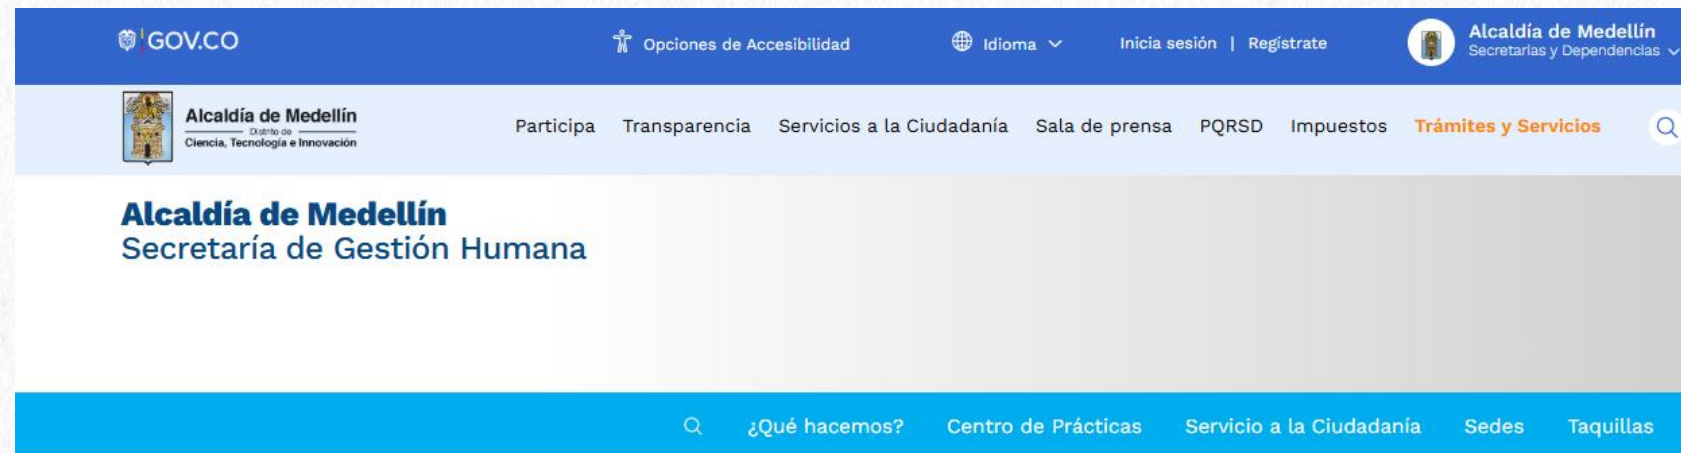 GOV.CO
Opciones de Accesibilidad
Idioma
Inicia sesión | Regístrate
Alcaldía de Medellín
Secretarías y Dependencias
Alcaldía de Medellín
Distrito de
Ciencia, Tecnología e Innovación
Participa Transparencia Servicios a la Ciudadanía Sala de prensa PQRSD Impuestos Trámites y Servicios
Alcaldía de Medellín
Secretaría de Gestión Humana
¿Qué hacemos? Centro de Prácticas Servicio a la Ciudadanía Sedes Taquillas